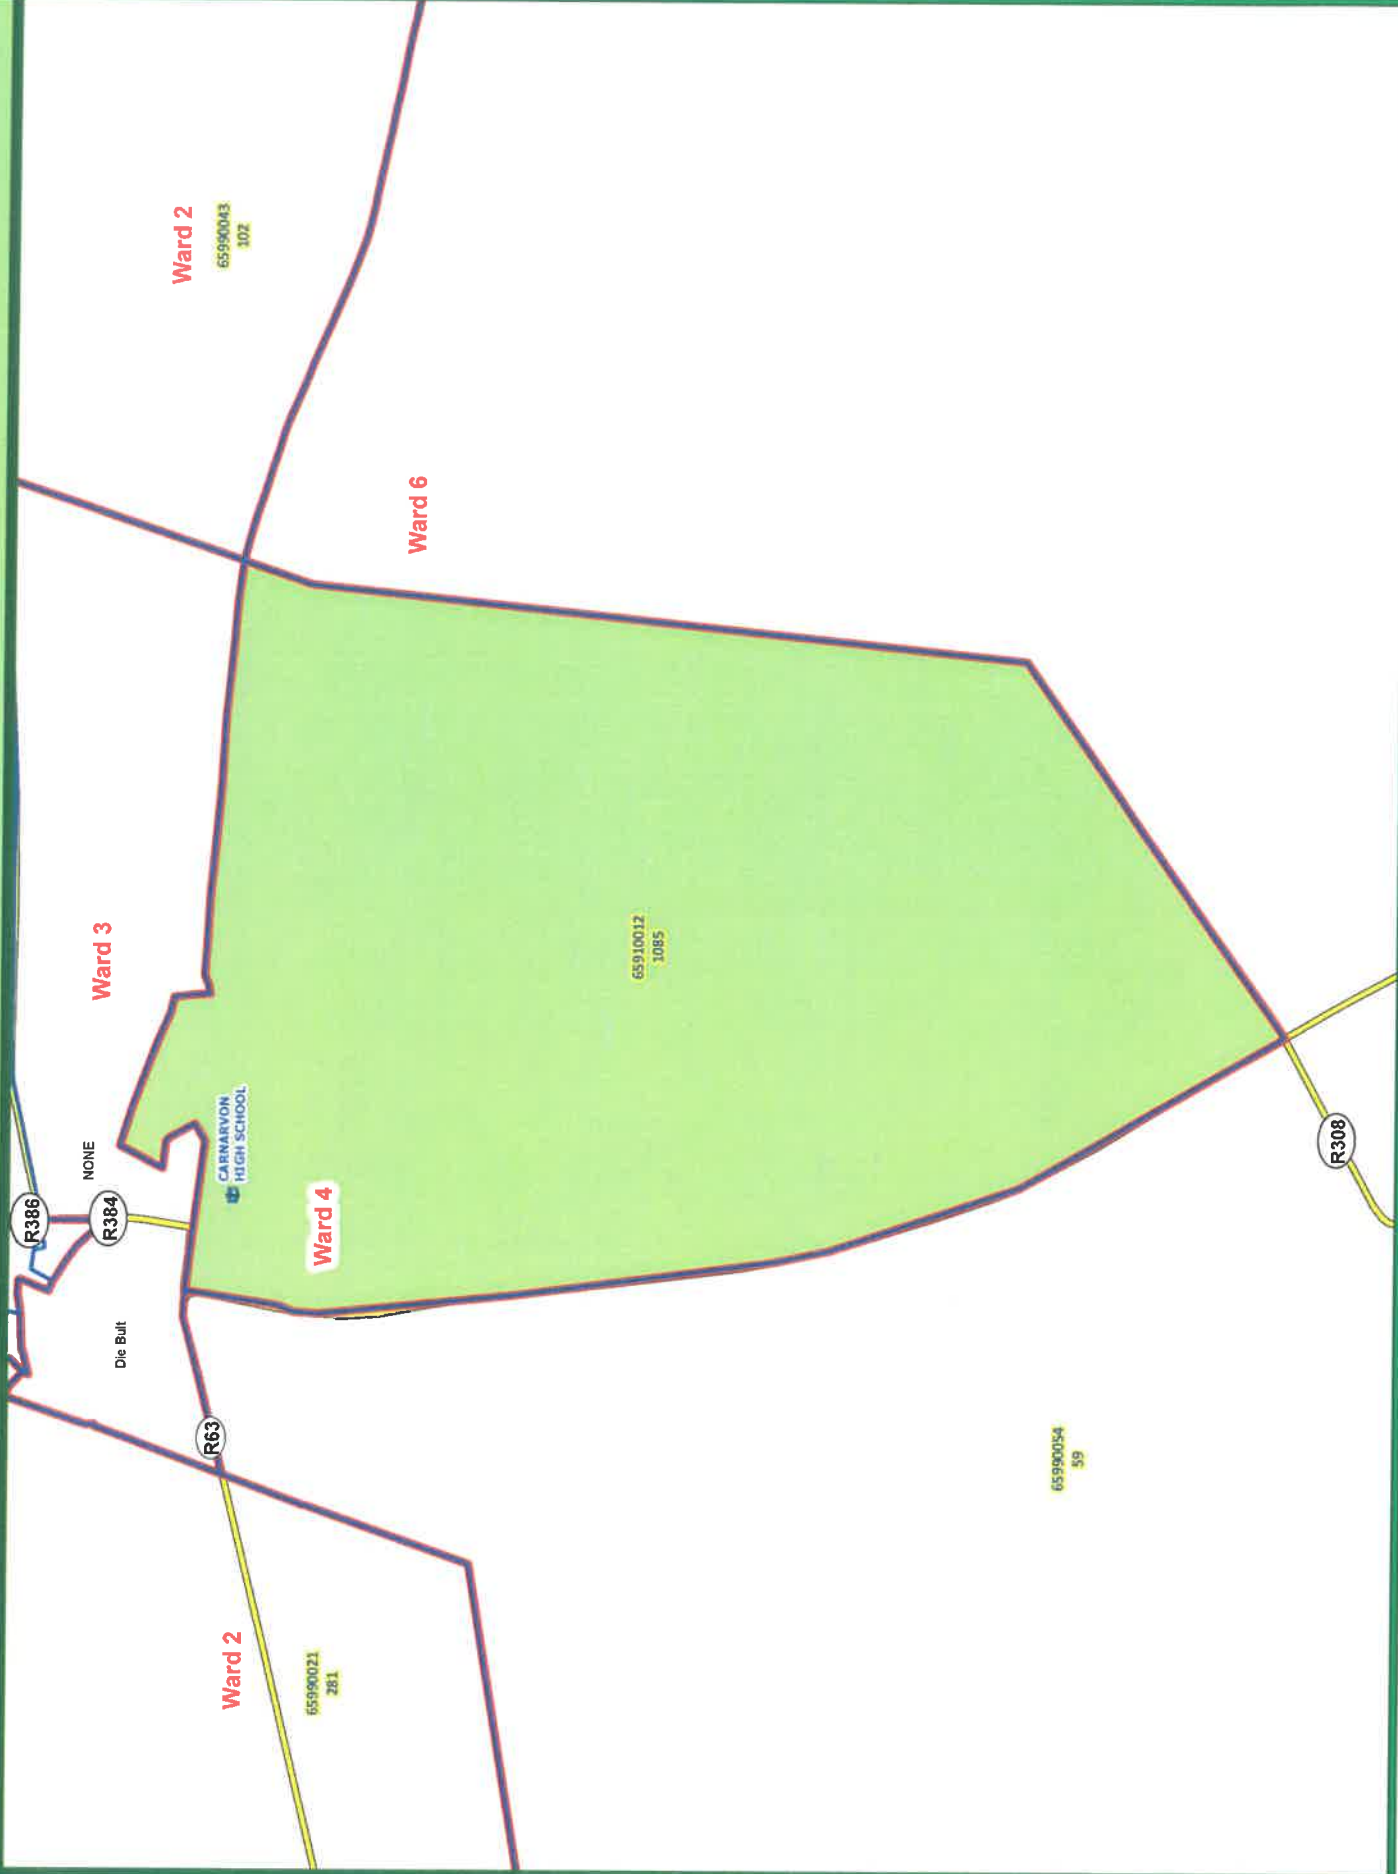 R386
R384
NONE
Ward 3
Die Bult
R63
Ward 2
65990043
102
CARNARVON
HIGH SCHOOL
Ward 4
Ward 6
Ward 2
65990021
281
65910012
1085
65990054
59
R308